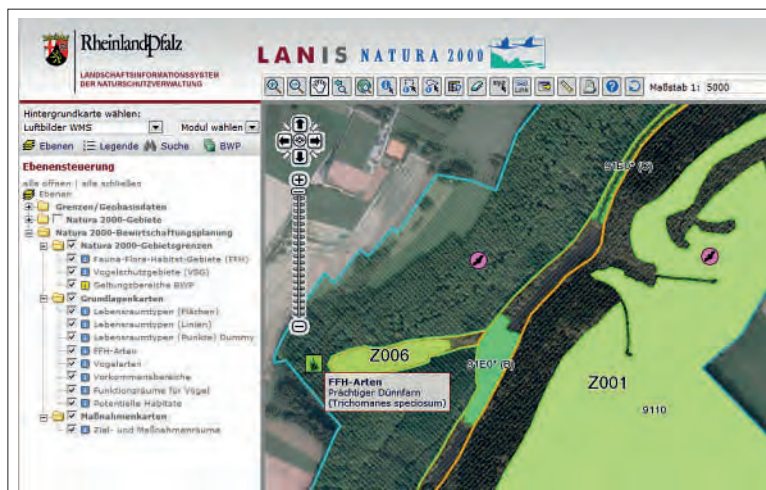 RheinlandPfalz
LANDSCHAFTSINFORMATIONSSYSTEM
DER NATURSCHUTZVERWALTUNG
LANIS NATURA 2000
Maßstab 1: 5000
Hintergrundkarte wählen:
Luftbilder WMS Modul wählen
Ebenen Legende Suche BWP
Ebenensteuerung
alle öffnen | alle schließen
Ebenen
Grenzen/Geobasisdaten
Natura 2000-Gebiete
Natura 2000-Bewirtschaftungsplanung
Natura 2000-Gebietsgrenzen
Fauna-Flora-Habitat-Gebiete (FFH)
Vogelschutzgebiete (VSG)
Geltungsbereiche BWP
Grundlagenkarten
Lebensraumtypen (Flächen)
Lebensraumtypen (Linien)
Lebensraumtypen (Punkte) Dummy
FFH-Arten
Vogelarten
Vorkommensbereiche
Funktionsräume für Vögel
Potentielle Habitate
Maßnahmenkarten
Ziel- und Maßnahmenräume
91E0* (C)
Z006
91E0* (B)
FFH-Arten
Prächtiger Dünnfarn
(Trichomanes speciosum)
Z001
9110